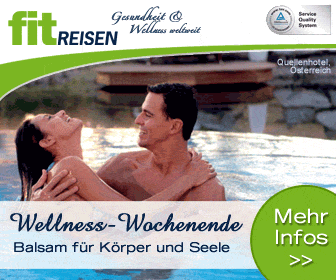 fit REISEN
Gesundheit &
Wellness weltweit
Service
Quality
System
Quellenhotel,
Österreich
Wellness-Wochenende
Balsam für Körper und Seele
Mehr
Infos
>>